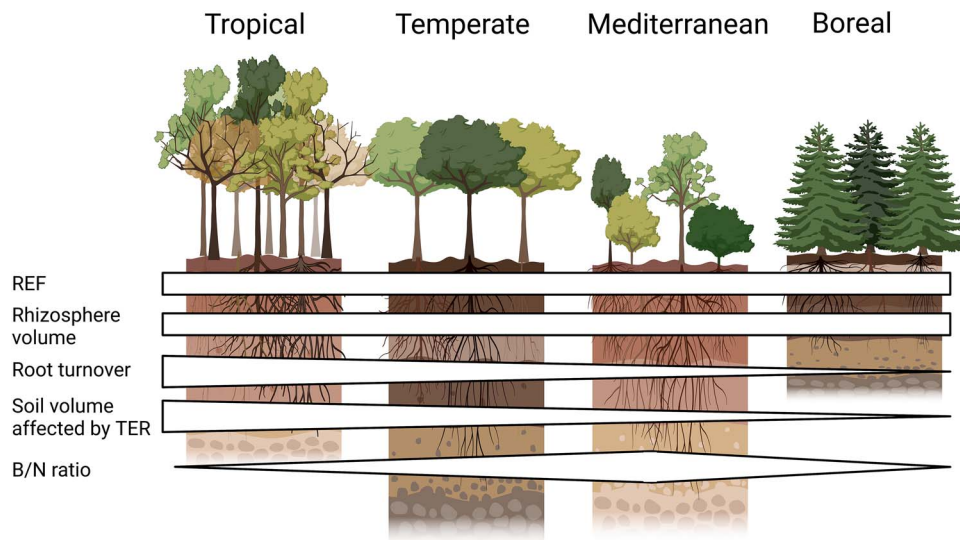 Tropical Temperate Mediterranean Boreal
REF
Rhizosphere
volume
Root turnover
Soil volume
affected by TER
B/N ratio